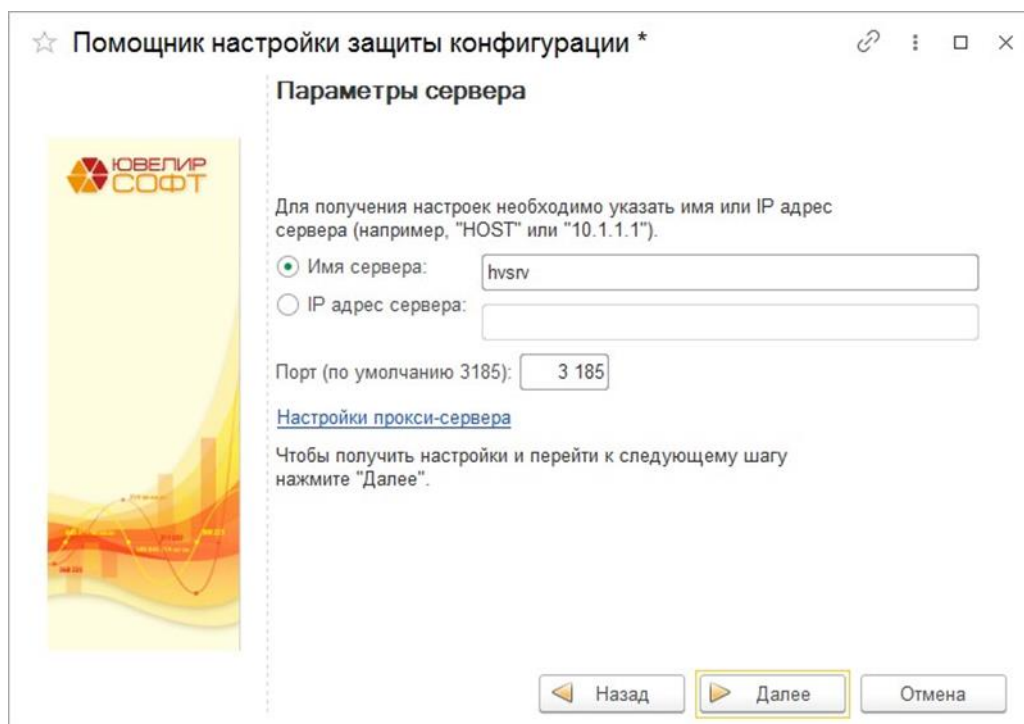 Помощник настройки защиты конфигурации *
Параметры сервера
ЮВЕЛИР
СОФТ
Для получения настроек необходимо указать имя или IP адрес
сервера (например, "HOST" или "10.1.1.1").
Имя сервера: hvsrv
IP адрес сервера:
Порт (по умолчанию 3185): 3 185
Настройки прокси-сервера
Чтобы получить настройки и перейти к следующему шагу
нажмите "Далее".
Назад Далее Отмена